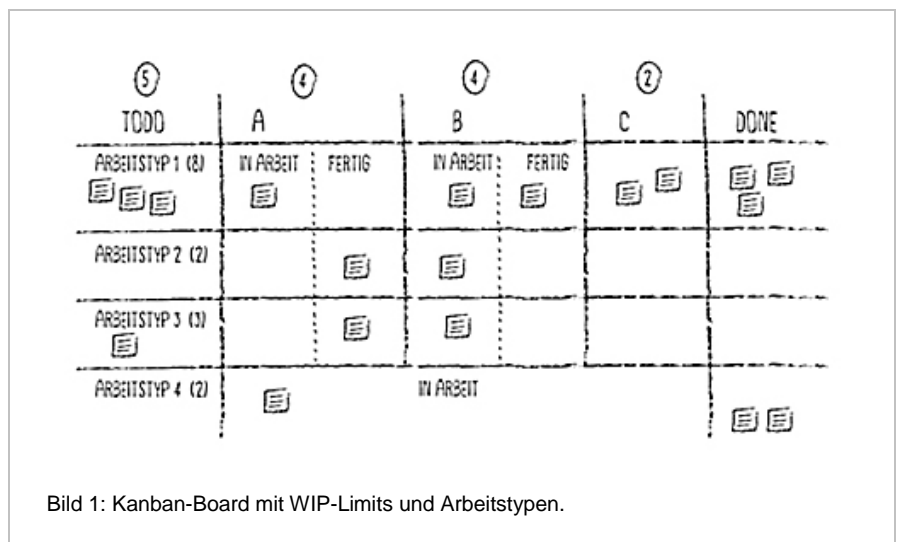 5 4 4 2
TODO A B C DONE
ARBEITSTYP 1 (8) IN ARBEIT FERTIG IN ARBEIT FERTIG
ARBEITSTYP 2 (2)
ARBEITSTYP 3 (3)
ARBEITSTYP 4 (2) IN ARBEIT
Bild 1: Kanban-Board mit WIP-Limits und Arbeitstypen.